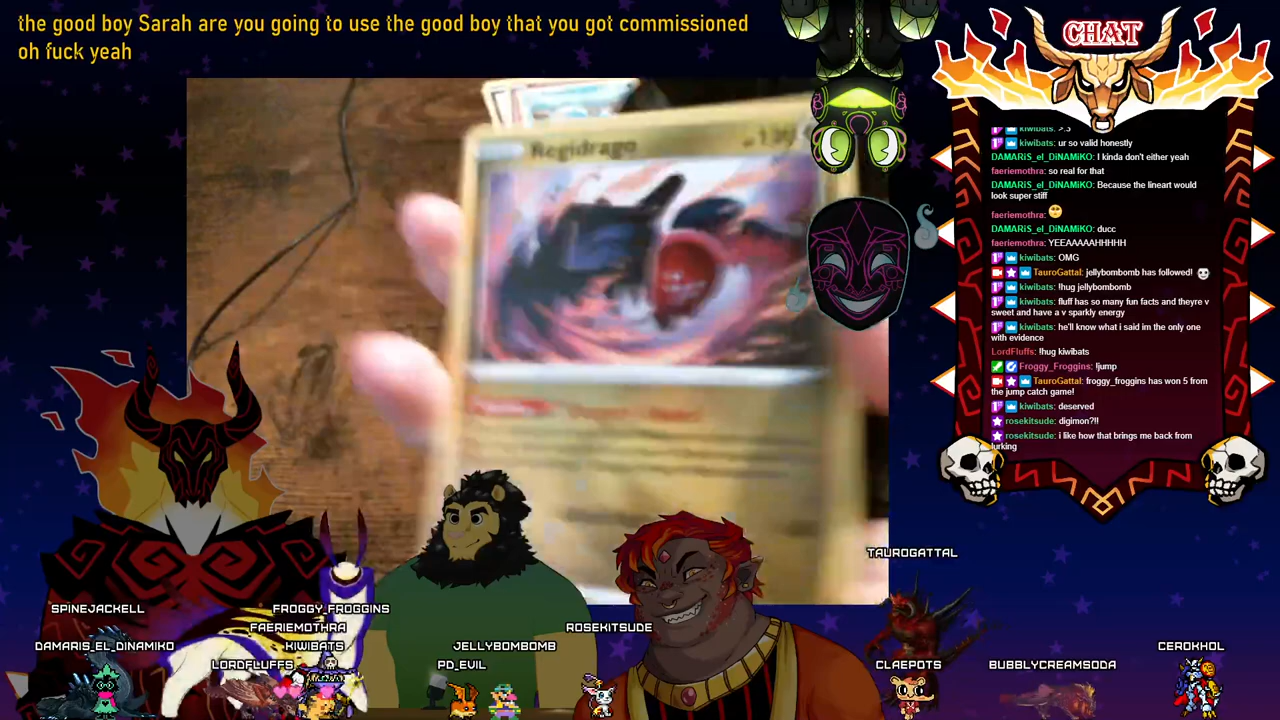 the good boy Sarah are you going to use the good boy that you got commissioned
oh fuck yeah
Regidrago
130
CHAT
kiwibats: >:3
kiwibats: ur so valid honestly
DAMARiS_el_DiNAMiKO: I kinda don't either yeah
faeriemothra: so real for that
DAMARiS_el_DiNAMiKO: Because the lineart would
look super stiff
faeriemothra:
DAMARiS_el_DiNAMiKO: ducc
faeriemothra: YEEAAAAAHHHHH
kiwibats: OMG
TauroGattal: jellybombomb has followed!
kiwibats: !hug jellybombomb
kiwibats: fluff has so many fun facts and theyre v
sweet and have a v sparkly energy
kiwibats: he'll know what i said im the only one
with evidence
LordFluffs: !hug kiwibats
Froggy_Froggins: !jump
TauroGattal: froggy_froggins has won 5 from
the jump catch game!
kiwibats: deserved
rosekitsude: digimon?!!
rosekitsude: i like how that brings me back from
lurking
TAUROGATTAL
SPINEJACKELL
FROGGY_FROGGINS
FAERIEMOTHRA
ROSEKITSUDE
DAMARIS_EL_DINAMIKO
KIWIBATS
JELLYBOMBOMB
CEROKHOL
LORDFLUFFS
PD_EVIL
CLAEPOTS
BUBBLYCREAMSODA